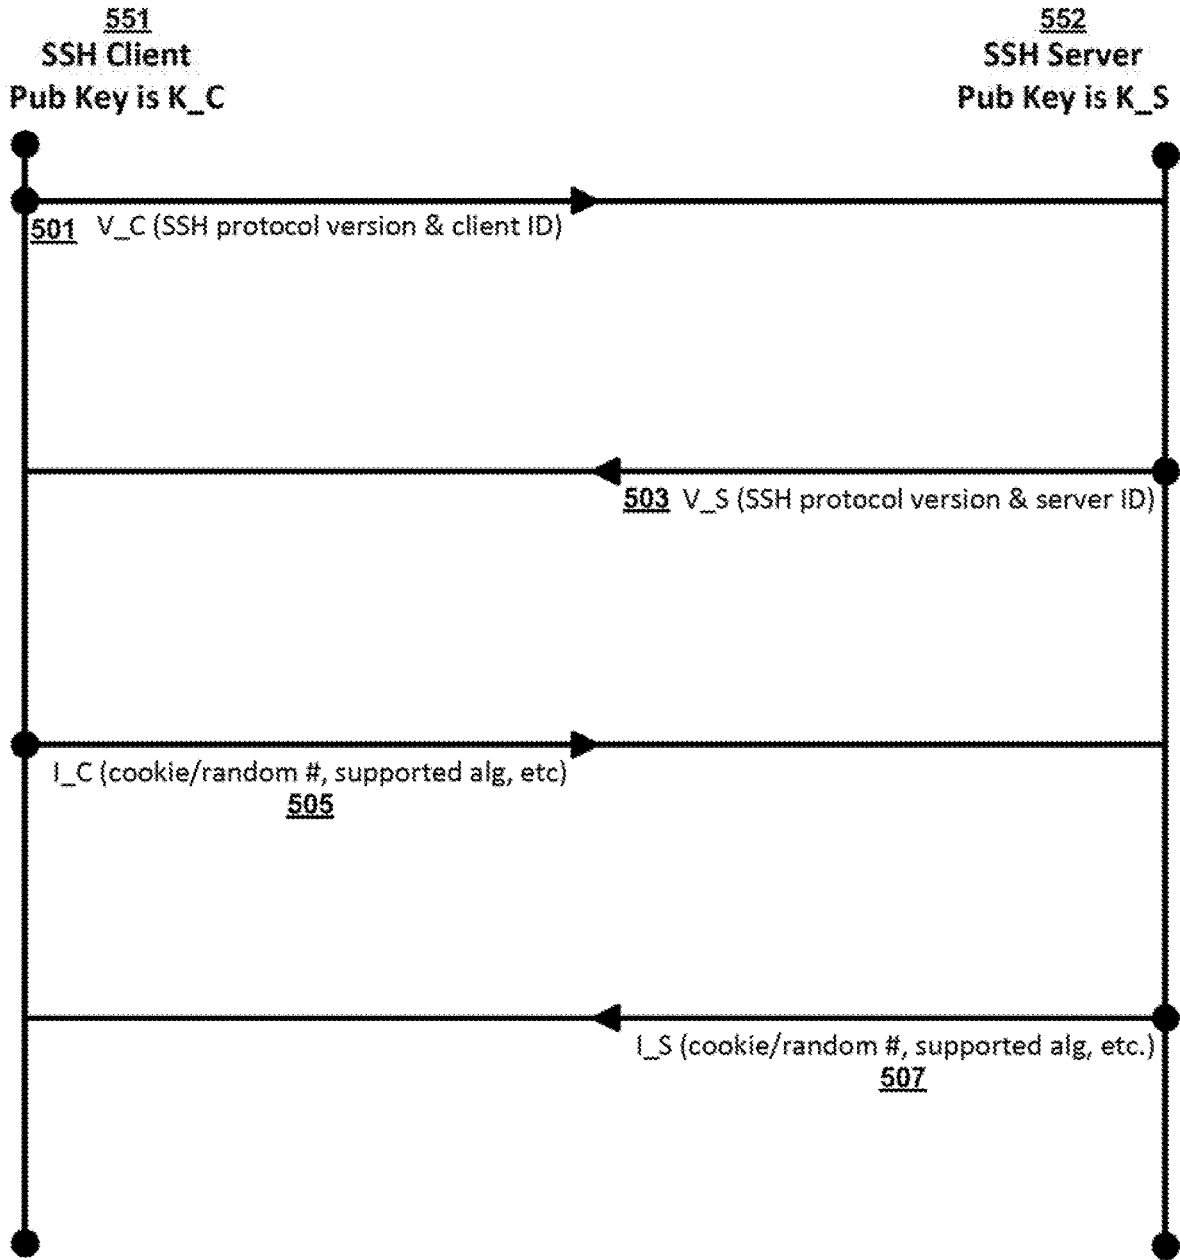 551
SSH Client
Pub Key is K_C
552
SSH Server
Pub Key is K_S
501 V_C (SSH protocol version & client ID)
503 V_S (SSH protocol version & server ID)
I_C (cookie/random #, supported alg, etc)
505
I_S (cookie/random #, supported alg, etc.)
507